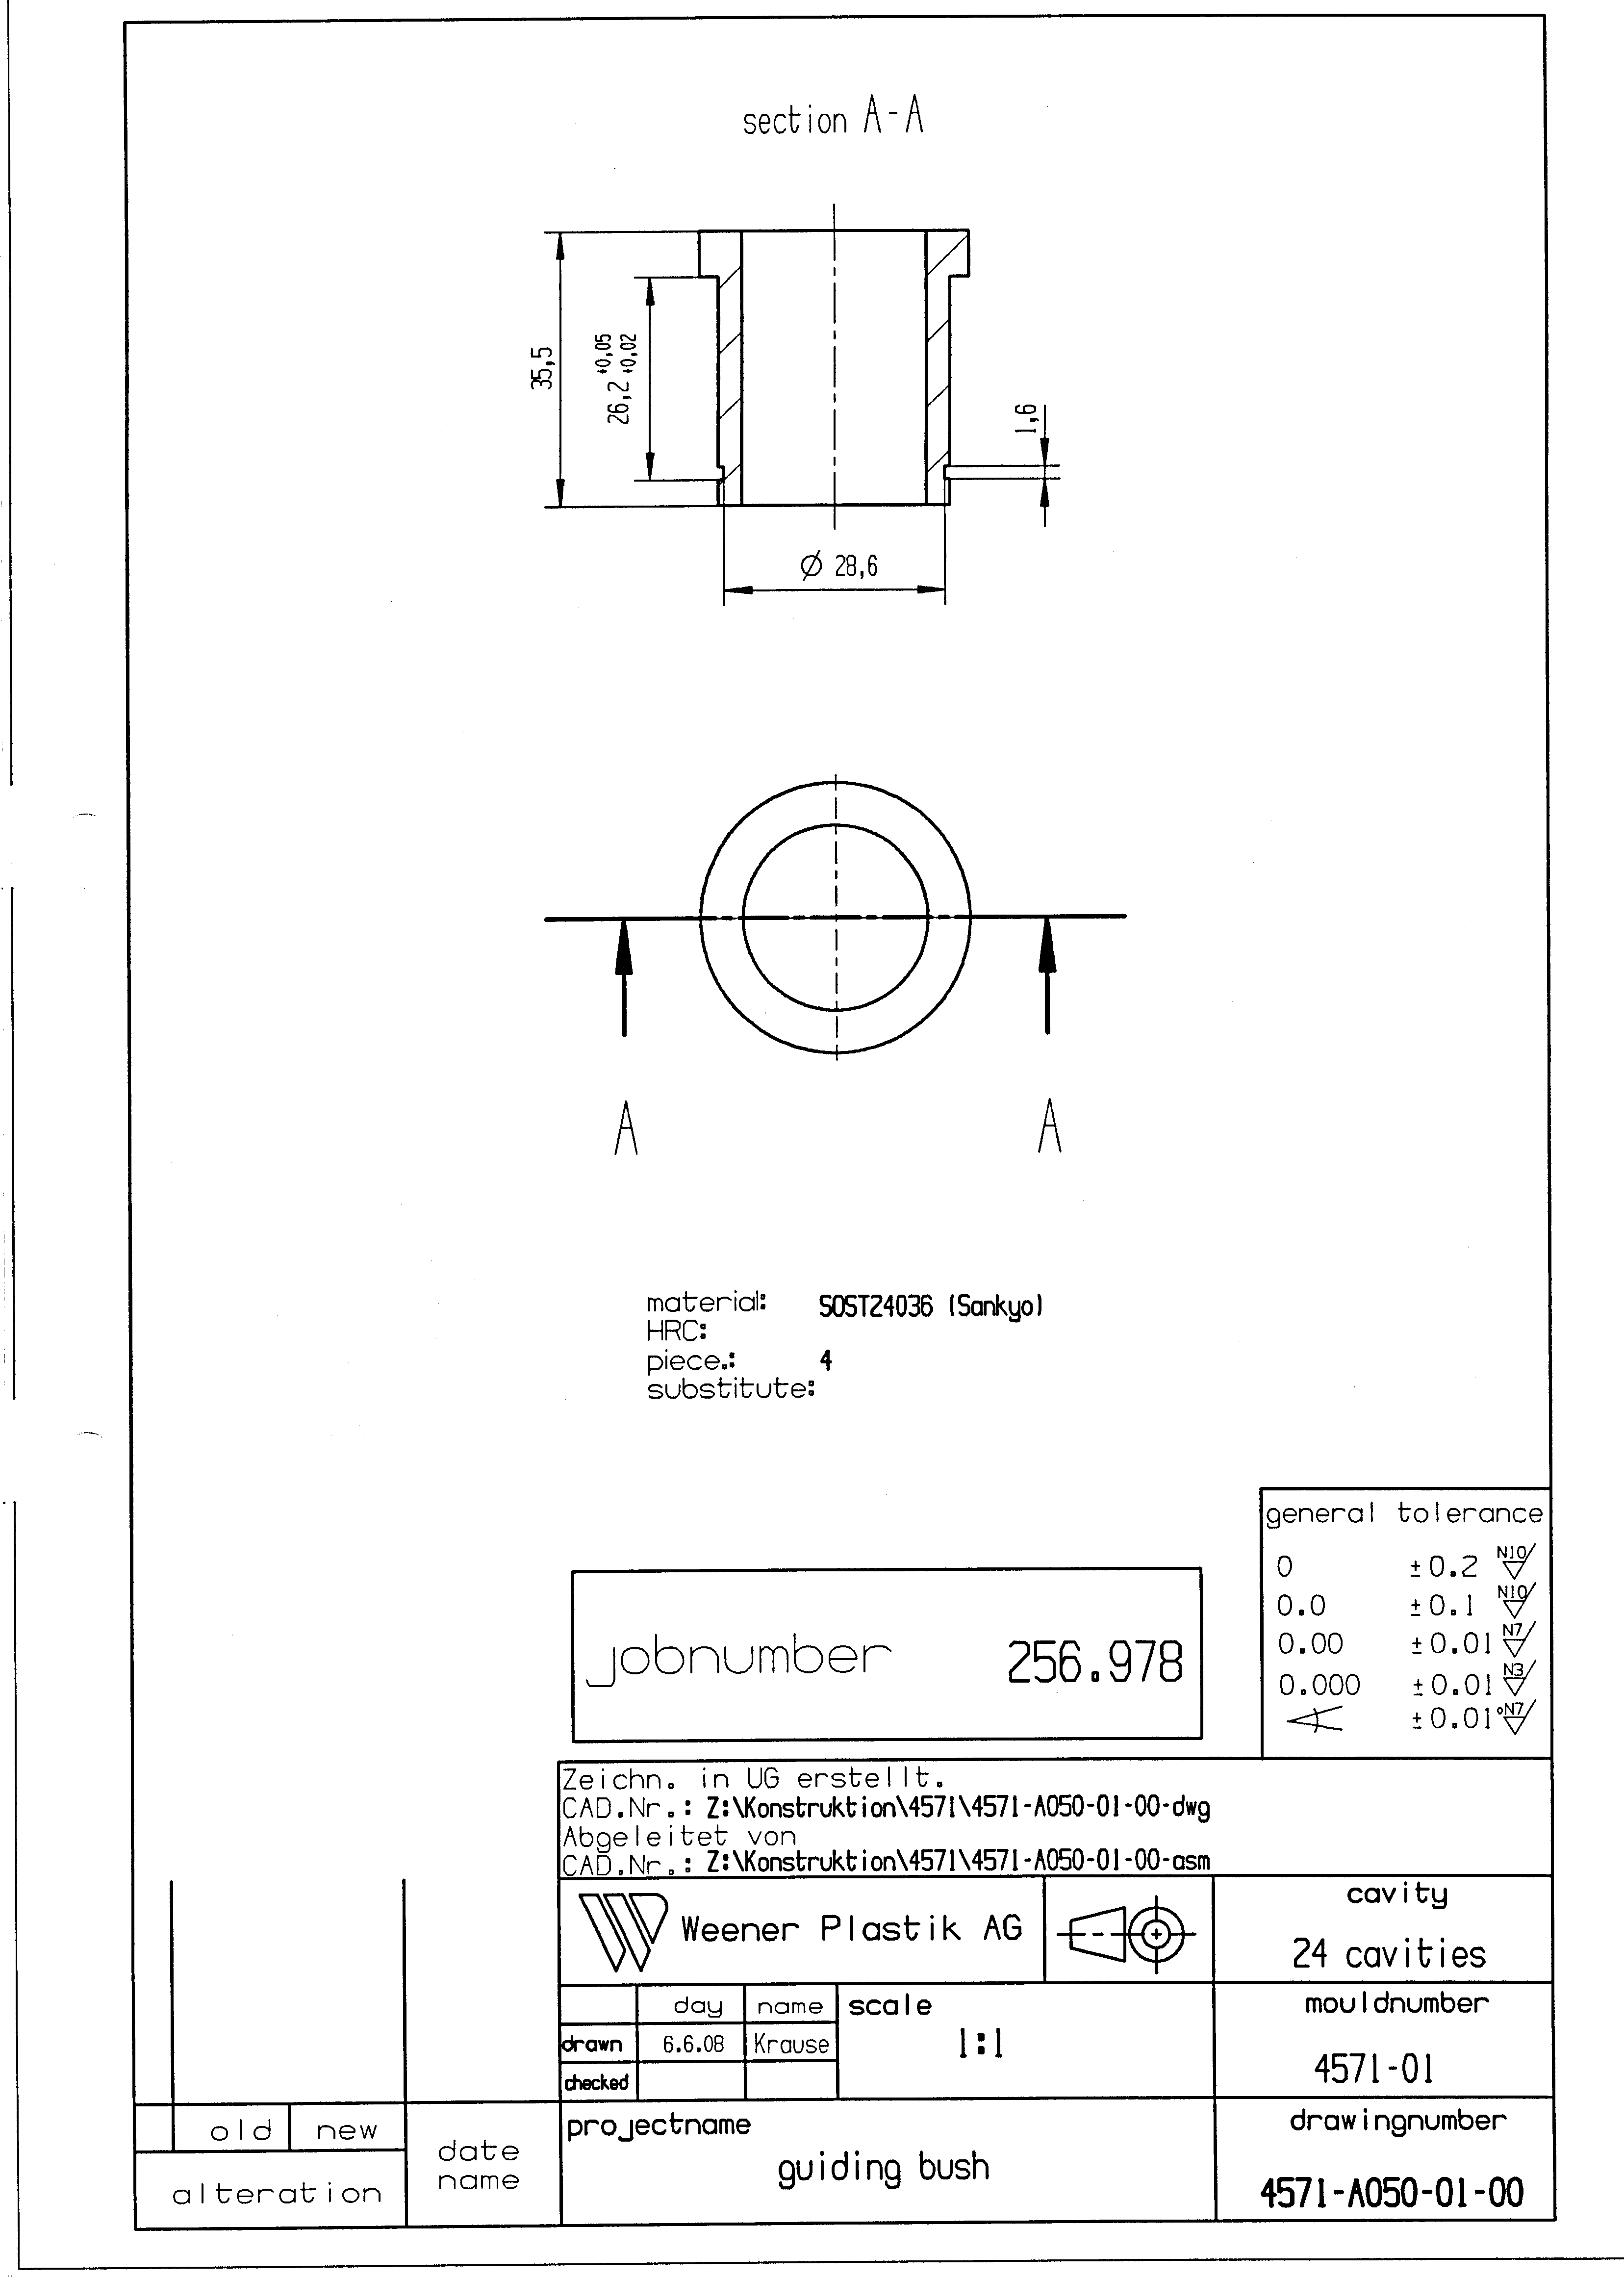 section A-A
35,5
26,2 +0,05 +0,02
1,6
Ø 28,6
A A
material: SOST24036 (Sankyo)
HRC:
piece.: 4
substitute:
general tolerance
0 ±0.2 N10
0.0 ±0.1 N10
0.00 ±0.01 N7
0.000 ±0.01 N3
±0.01° N7
jobnumber 256.978
Zeichn. in UG erstellt.
CAD.Nr.: Z:\Konstruktion\4571\4571-A050-01-00-dwg
Abgeleitet von
CAD.Nr.: Z:\Konstruktion\4571\4571-A050-01-00-asm
Weener Plastik AG
cavity
24 cavities
day name
drawn 6.6.08 Krause
checked
scale
1:1
mouldnumber
4571-01
old new
alteration
date
name
projectname
guiding bush
drawingnumber
4571-A050-01-00